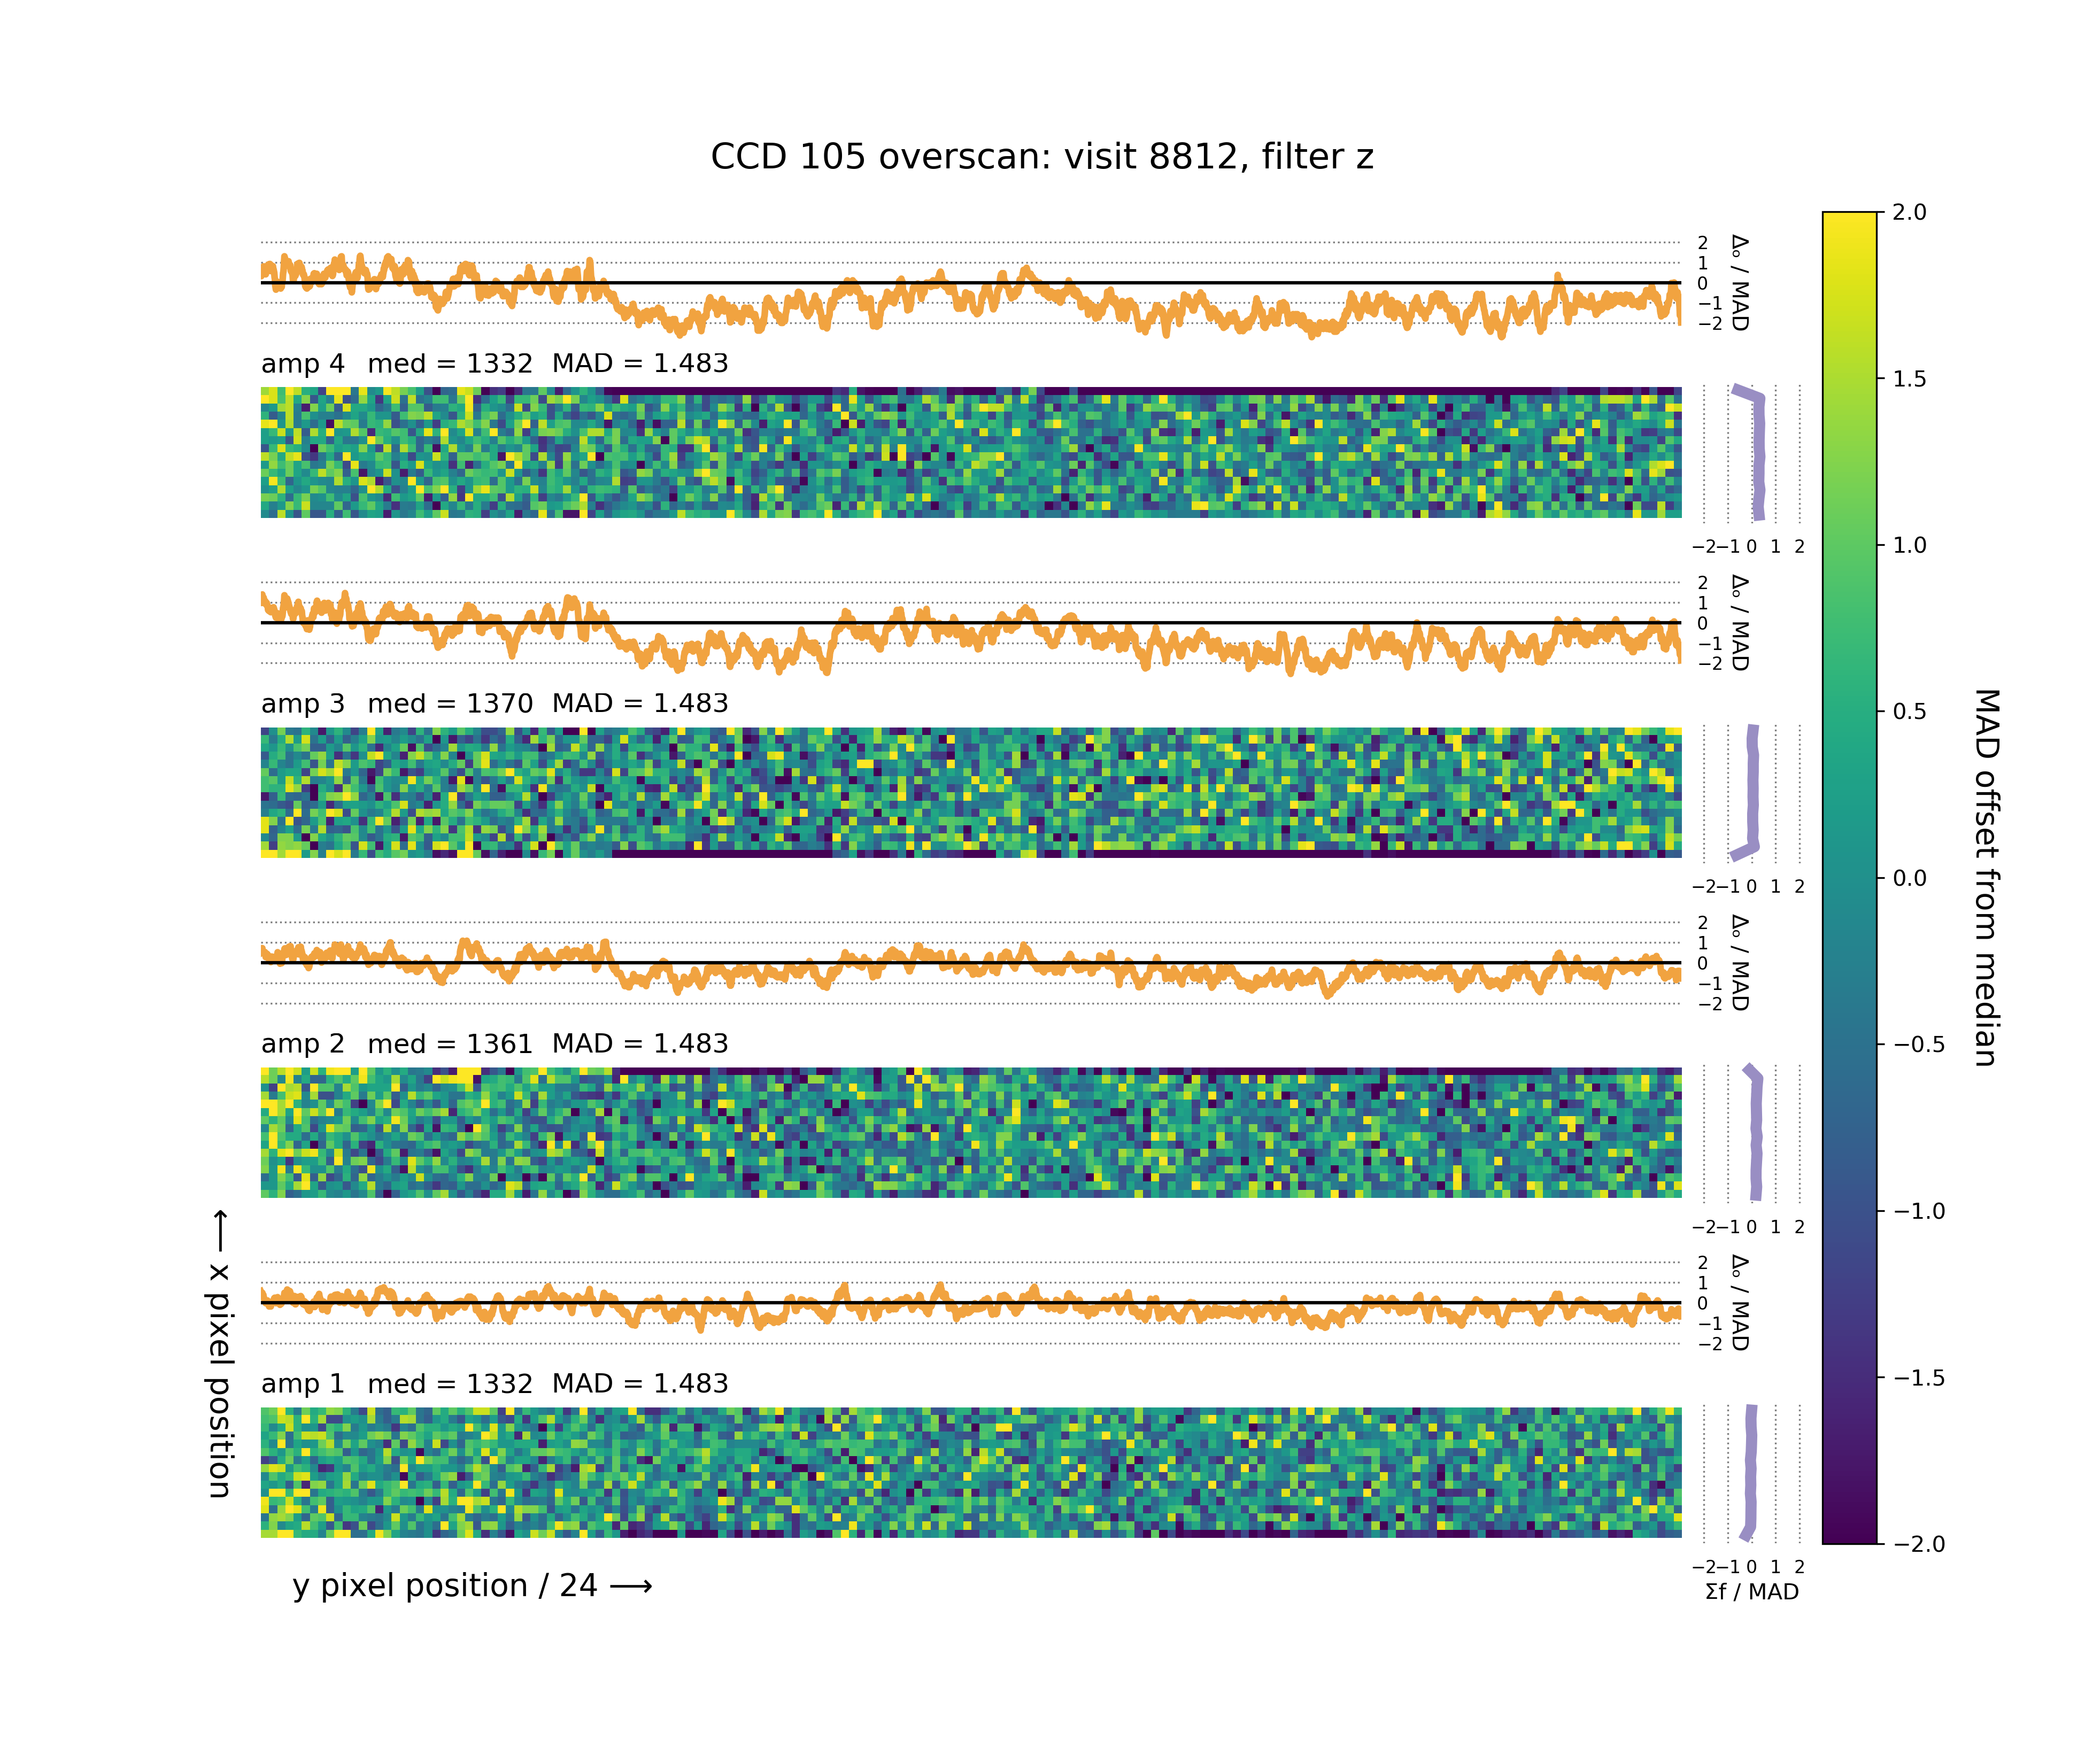 CCD 105 overscan: visit 8812, filter z
2
1
0
−1
−2
Δₒ / MAD
amp 4 med = 1332 MAD = 1.483
−2 −1 0 1 2
2
1
0
−1
−2
Δₒ / MAD
amp 3 med = 1370 MAD = 1.483
−2 −1 0 1 2
2
1
0
−1
−2
Δₒ / MAD
amp 2 med = 1361 MAD = 1.483
−2 −1 0 1 2
2
1
0
−1
−2
Δₒ / MAD
amp 1 med = 1332 MAD = 1.483
−2 −1 0 1 2
Σf / MAD
⟵ x pixel position
y pixel position / 24 ⟶
2.0
1.5
1.0
0.5
0.0
−0.5
−1.0
−1.5
−2.0
MAD offset from median